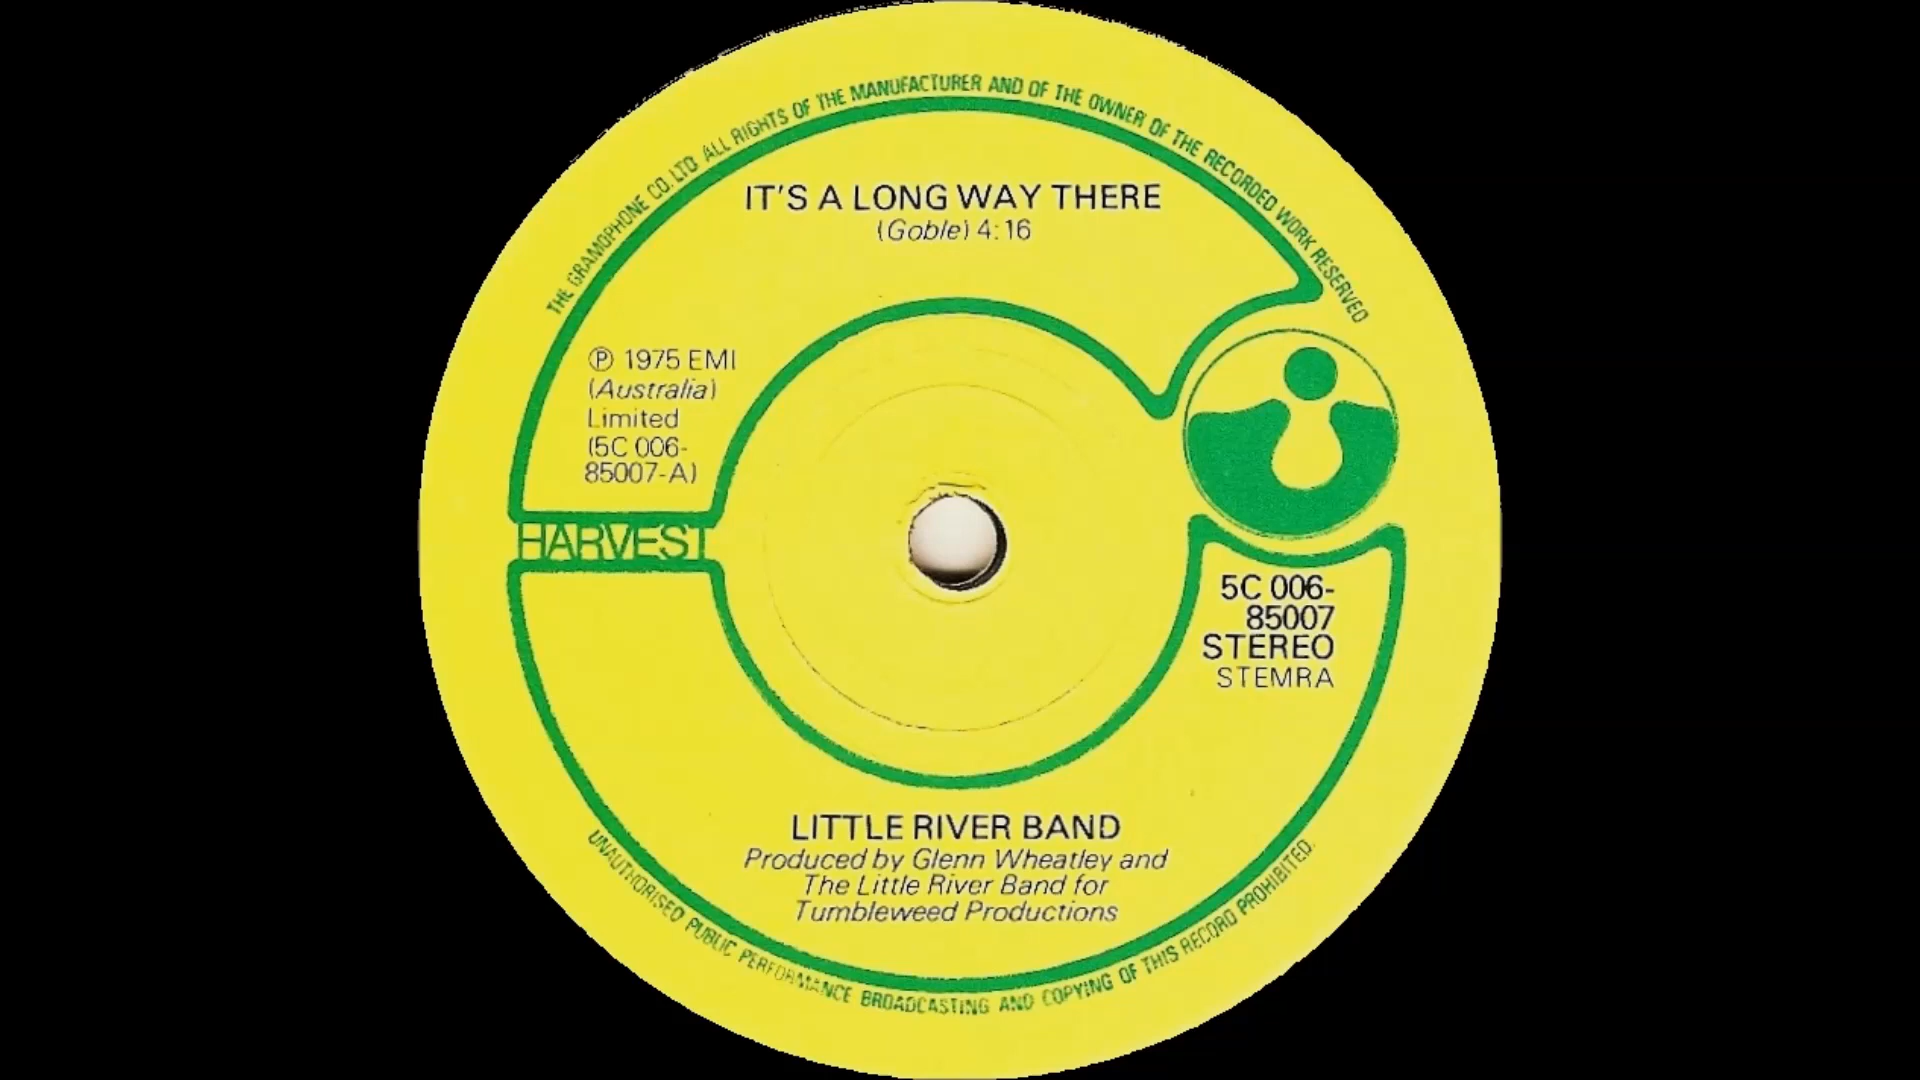 THE GRAMOPHONE CO. LTD. ALL RIGHTS OF THE MANUFACTURER AND OF THE OWNER OF THE RECORDED WORK RESERVED
IT'S A LONG WAY THERE
(Goble) 4:16
Ⓟ 1975 EMI
(Australia)
Limited
(5C 006-
85007-A)
HARVEST
5C 006-
85007
STEREO
STEMRA
LITTLE RIVER BAND
Produced by Glenn Wheatley and
The Little River Band for
Tumbleweed Productions
UNAUTHORISED PUBLIC PERFORMANCE BROADCASTING AND COPYING OF THIS RECORD PROHIBITED.